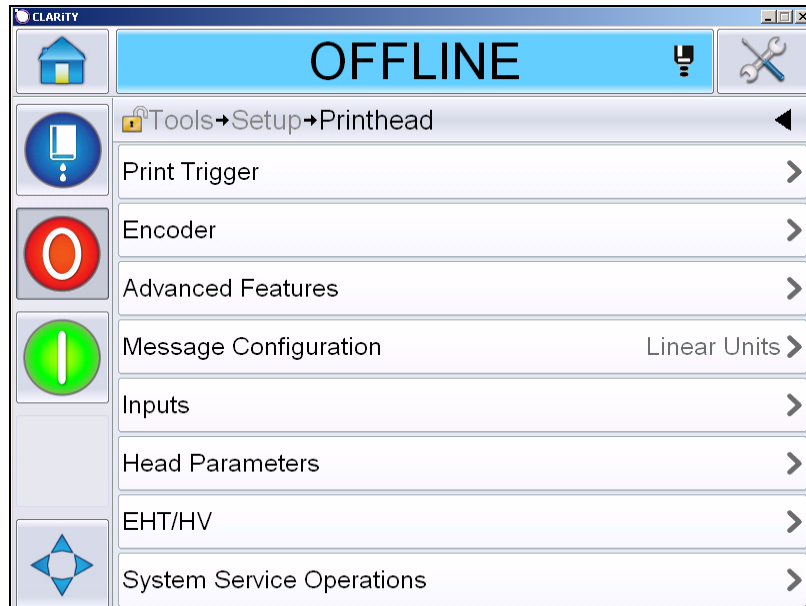 CLARiTY
OFFLINE
Tools→Setup→Printhead
Print Trigger
Encoder
Advanced Features
Message Configuration Linear Units
Inputs
Head Parameters
EHT/HV
System Service Operations